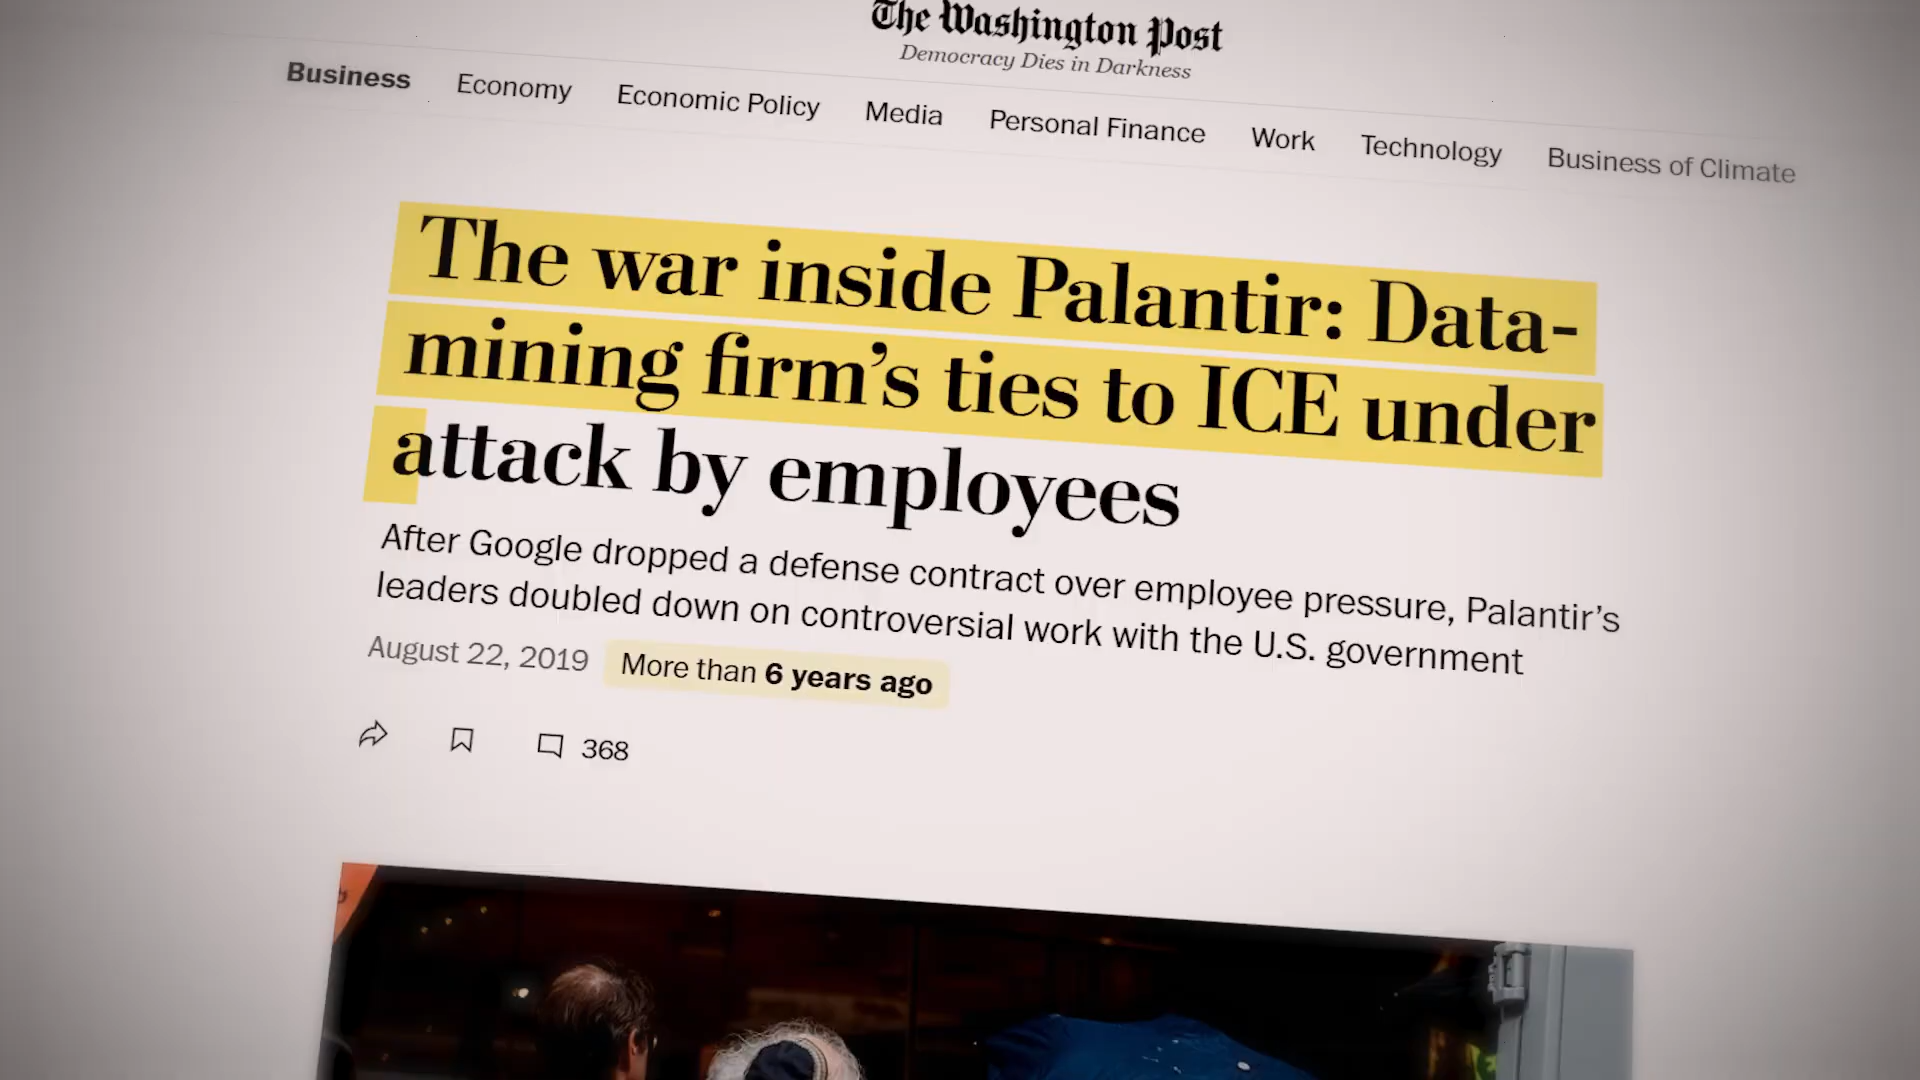 The Washington Post
Democracy Dies in Darkness
Business Economy Economic Policy Media Personal Finance Work Technology Business of Climate
The war inside Palantir: Data-
mining firm’s ties to ICE under
attack by employees
After Google dropped a defense contract over employee pressure, Palantir’s
leaders doubled down on controversial work with the U.S. government
August 22, 2019 More than 6 years ago
368